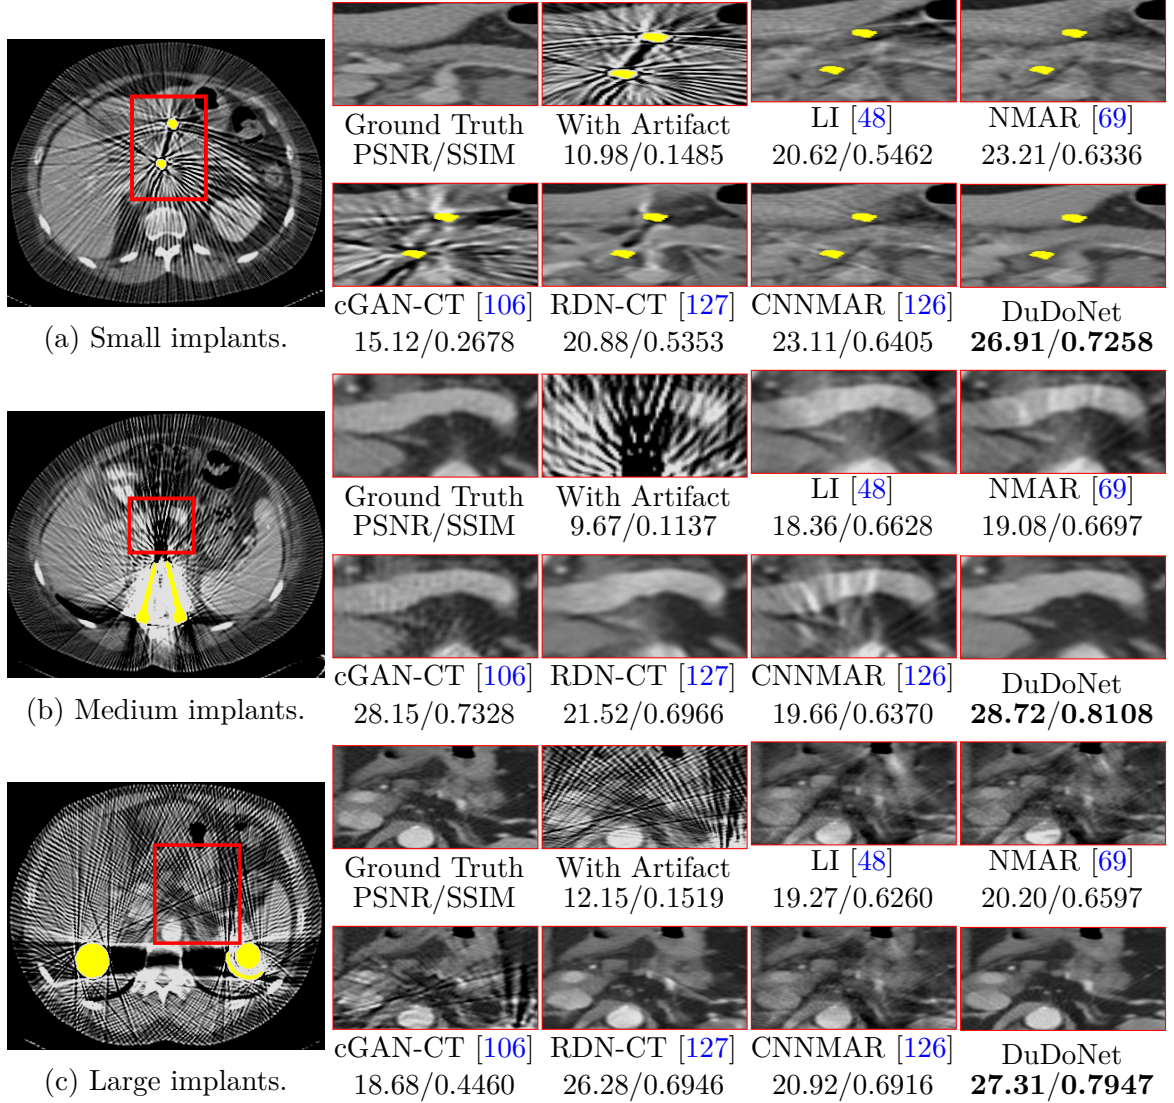 Ground Truth With Artifact LI [48] NMAR [69]
PSNR/SSIM 10.98/0.1485 20.62/0.5462 23.21/0.6336
cGAN-CT [106] RDN-CT [127] CNNMAR [126] DuDoNet
15.12/0.2678 20.88/0.5353 23.11/0.6405 26.91/0.7258
(a) Small implants.
Ground Truth With Artifact LI [48] NMAR [69]
PSNR/SSIM 9.67/0.1137 18.36/0.6628 19.08/0.6697
cGAN-CT [106] RDN-CT [127] CNNMAR [126] DuDoNet
28.15/0.7328 21.52/0.6966 19.66/0.6370 28.72/0.8108
(b) Medium implants.
Ground Truth With Artifact LI [48] NMAR [69]
PSNR/SSIM 12.15/0.1519 19.27/0.6260 20.20/0.6597
cGAN-CT [106] RDN-CT [127] CNNMAR [126] DuDoNet
18.68/0.4460 26.28/0.6946 20.92/0.6916 27.31/0.7947
(c) Large implants.